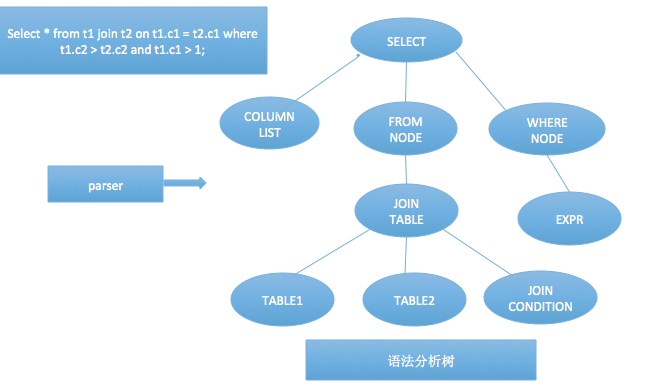 Select * from t1 join t2 on t1.c1 = t2.c1 where
t1.c2 > t2.c2 and t1.c1 > 1;
SELECT
COLUMN
LIST
FROM
NODE
WHERE
NODE
parser
JOIN
TABLE
EXPR
TABLE1
TABLE2
JOIN
CONDITION
语法分析树